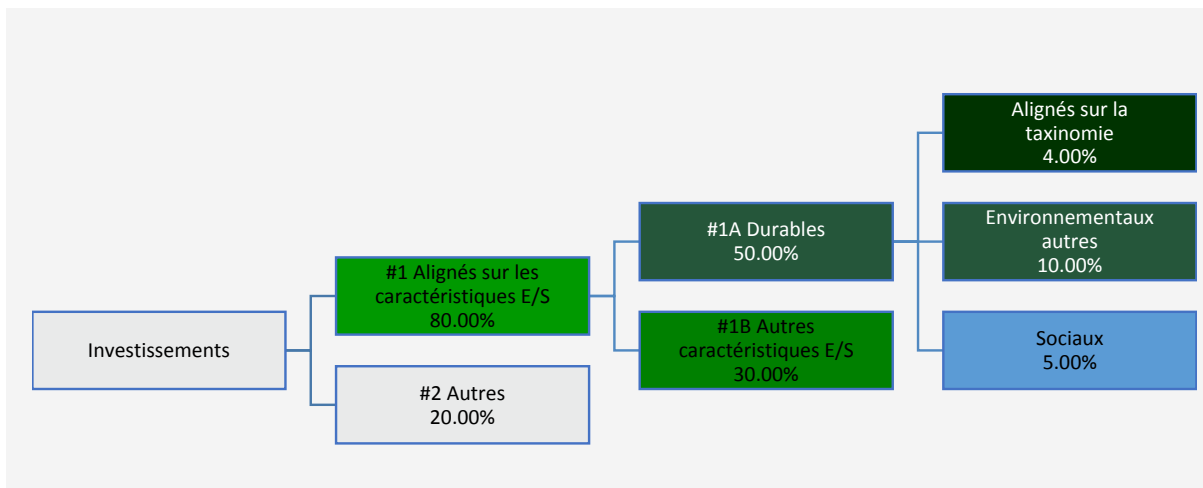 Investissements
#1 Alignés sur les
caractéristiques E/S
80.00%
#2 Autres
20.00%
#1A Durables
50.00%
#1B Autres
caractéristiques E/S
30.00%
Alignés sur la
taxinomie
4.00%
Environnementaux
autres
10.00%
Sociaux
5.00%